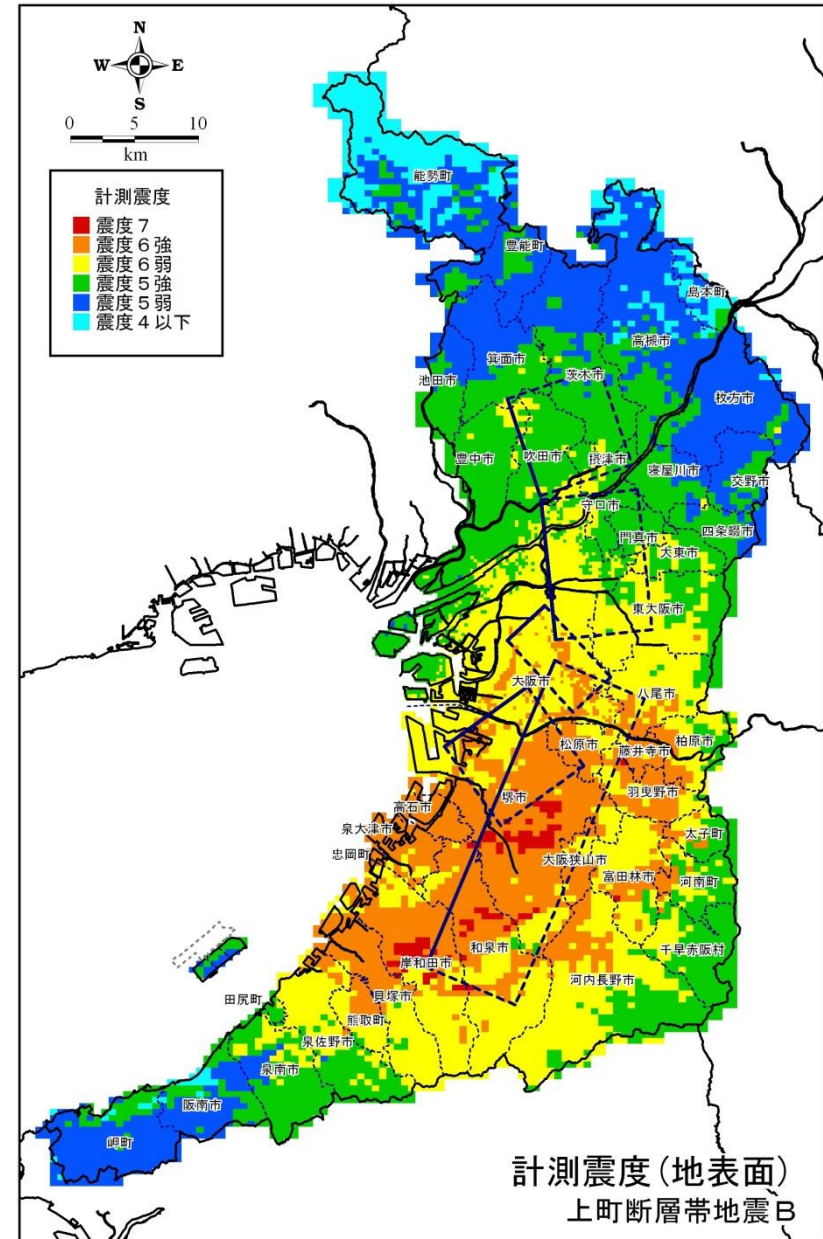 N
W E
S
0 5 10
km
計測震度
震度７
震度６強
震度６弱
震度５強
震度５弱
震度４以下
能勢町
豊能町
島本町
高槻市
箕面市
茨木市
池田市
枚方市
豊中市
吹田市
摂津市
寝屋川市
交野市
守口市
四条畷市
門真市
大東市
東大阪市
大阪市
八尾市
松原市
柏原市
藤井寺市
羽曳野市
堺市
高石市
泉大津市
太子町
忠岡町
大阪狭山市
富田林市
河南町
和泉市
千早赤阪村
岸和田市
河内長野市
貝塚市
田尻町
熊取町
泉佐野市
泉南市
阪南市
岬町
計測震度(地表面)
上町断層帯地震Ｂ